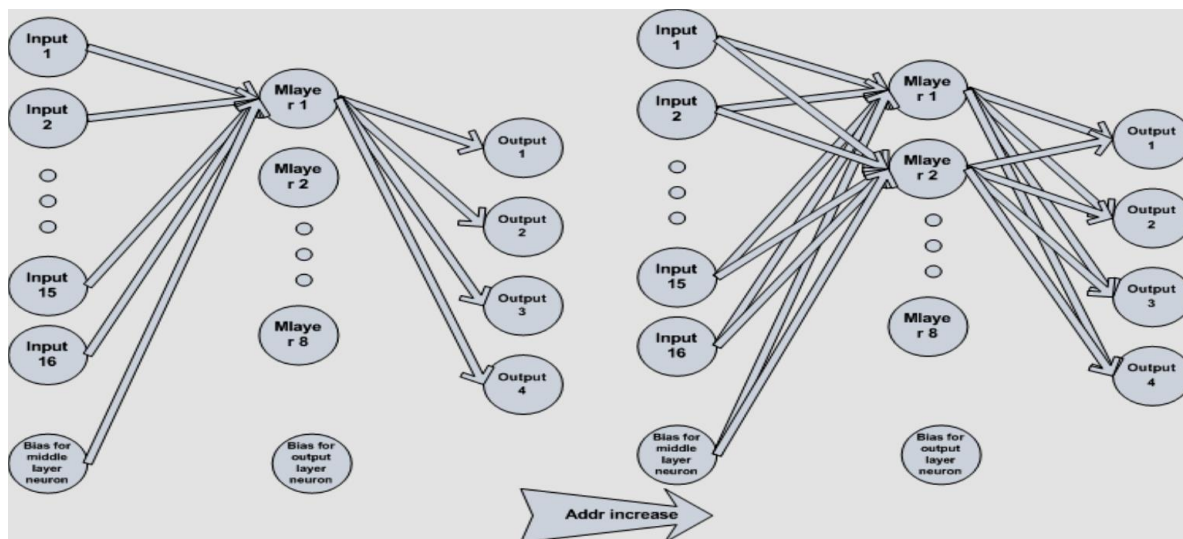 Input
1
Input
2
Input
15
Input
16
Bias for
middle
layer
neuron
Mlaye
r 1
Mlaye
r 2
Mlaye
r 8
Bias for
output
layer
neuron
Output
1
Output
2
Output
3
Output
4
Addr increase
Input
1
Input
2
Input
15
Input
16
Bias for
middle
layer
neuron
Mlaye
r 1
Mlaye
r 2
Mlaye
r 8
Bias for
output
layer
neuron
Output
1
Output
2
Output
3
Output
4